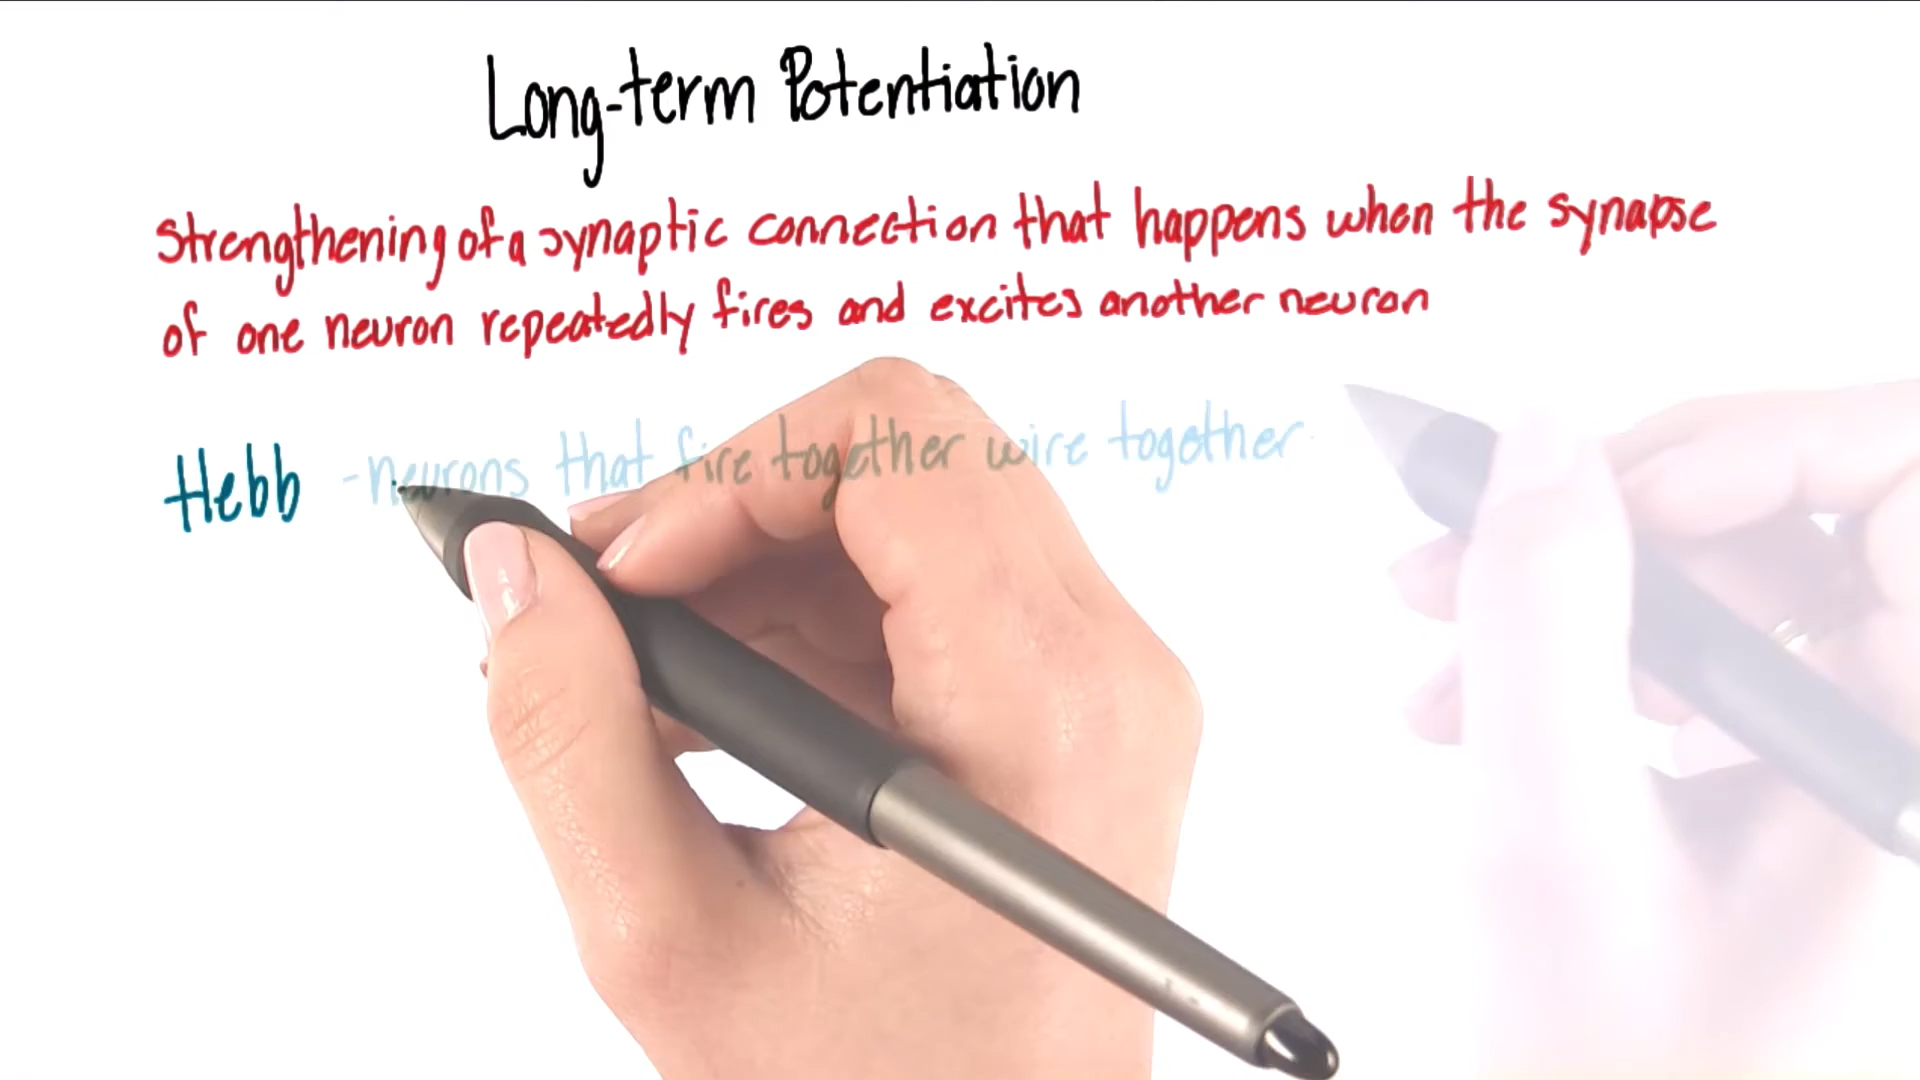 Long-term Potentiation
Strengthening of a synaptic connection that happens when the synapse
of one neuron repeatedly fires and excites another neuron
Hebb - neurons that fire together wire together